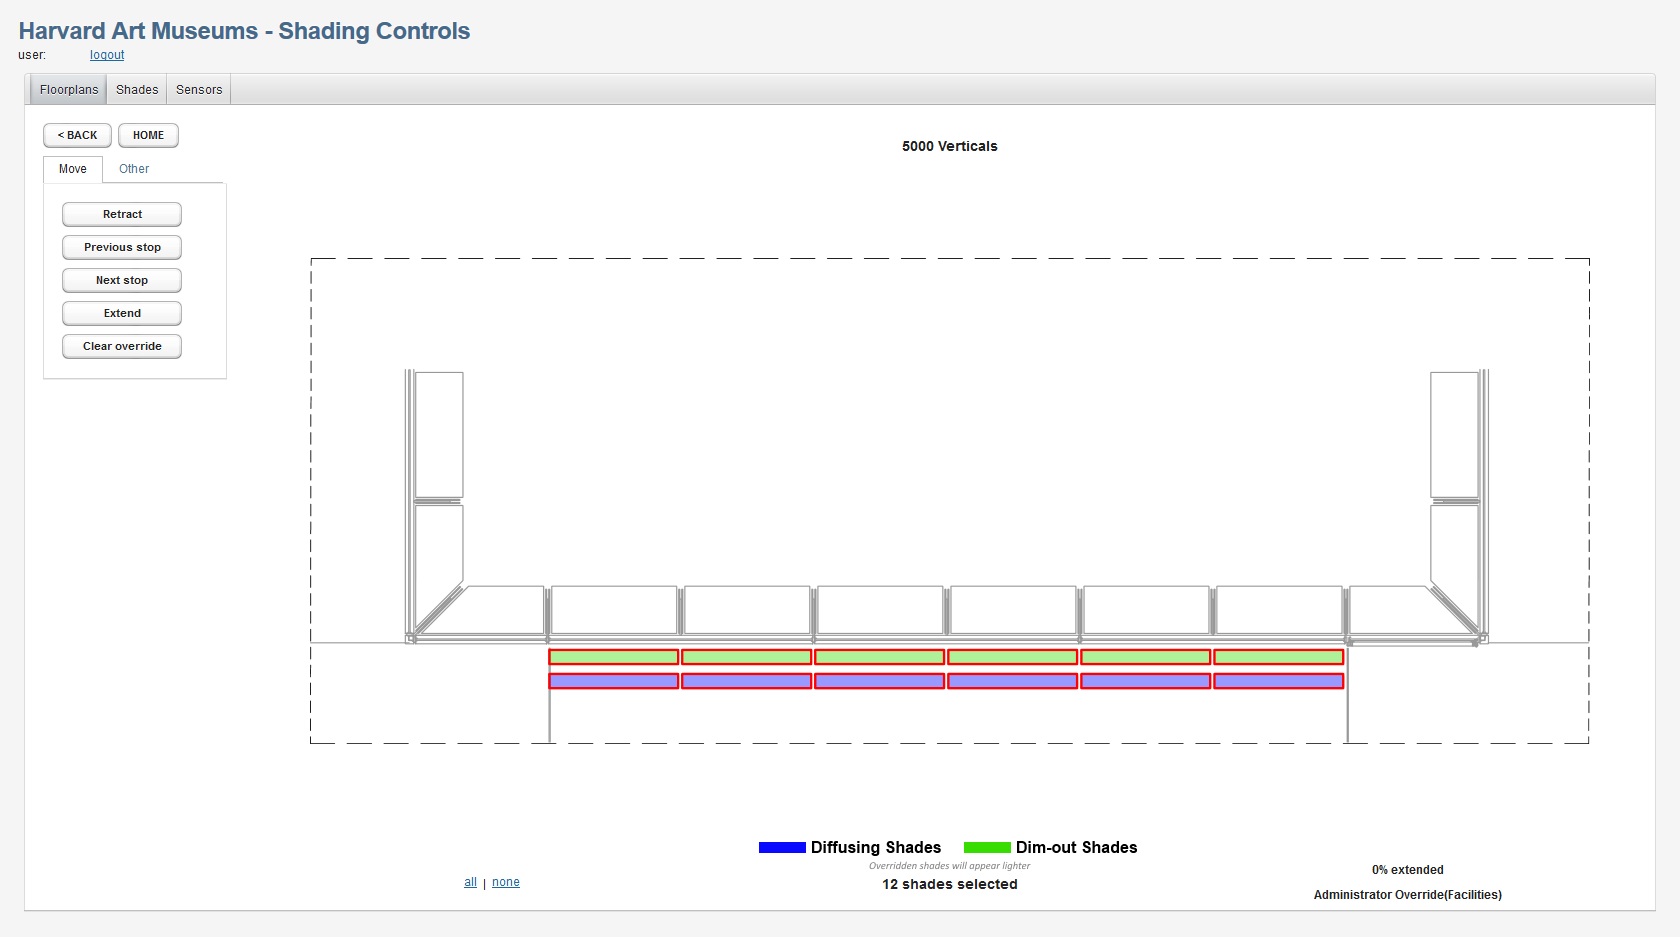 Harvard Art Museums - Shading Controls
user: logout
Floorplans Shades Sensors
< BACK HOME
5000 Verticals
Move Other
Retract
Previous stop
Next stop
Extend
Clear override
Diffusing Shades Dim-out Shades
Overridden shades will appear lighter
0% extended
all | none
12 shades selected
Administrator Override(Facilities)